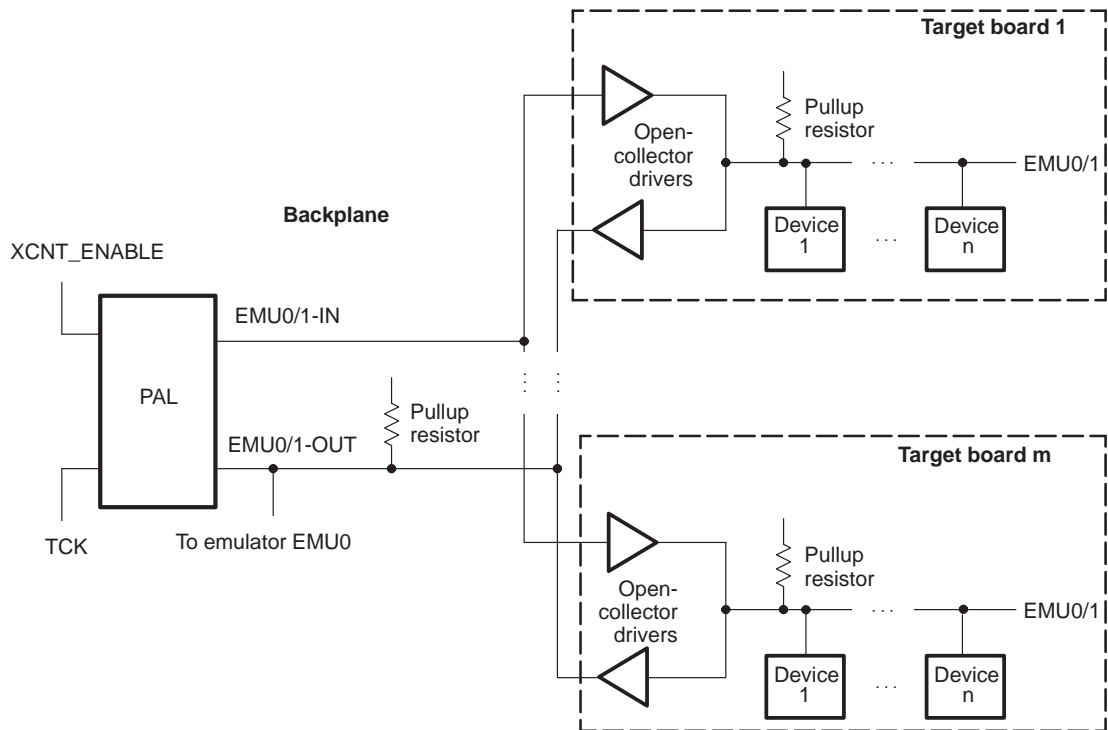 Target board 1
Pullup
resistor
Open-
collector
drivers
EMU0/1
Device
1
. . .
Device
n
. . .
Backplane
XCNT_ENABLE
EMU0/1-IN
PAL
. . .
. . .
Pullup
resistor
EMU0/1-OUT
TCK
To emulator EMU0
Target board m
Pullup
resistor
Open-
collector
drivers
EMU0/1
. . .
Device
1
. . .
Device
n